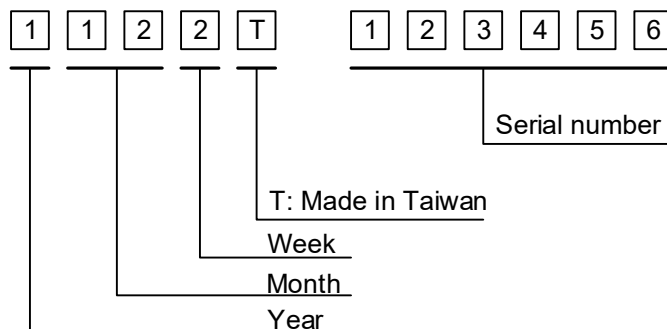 1 1 2 2 T 1 2 3 4 5 6
Serial number
T: Made in Taiwan
Week
Month
Year